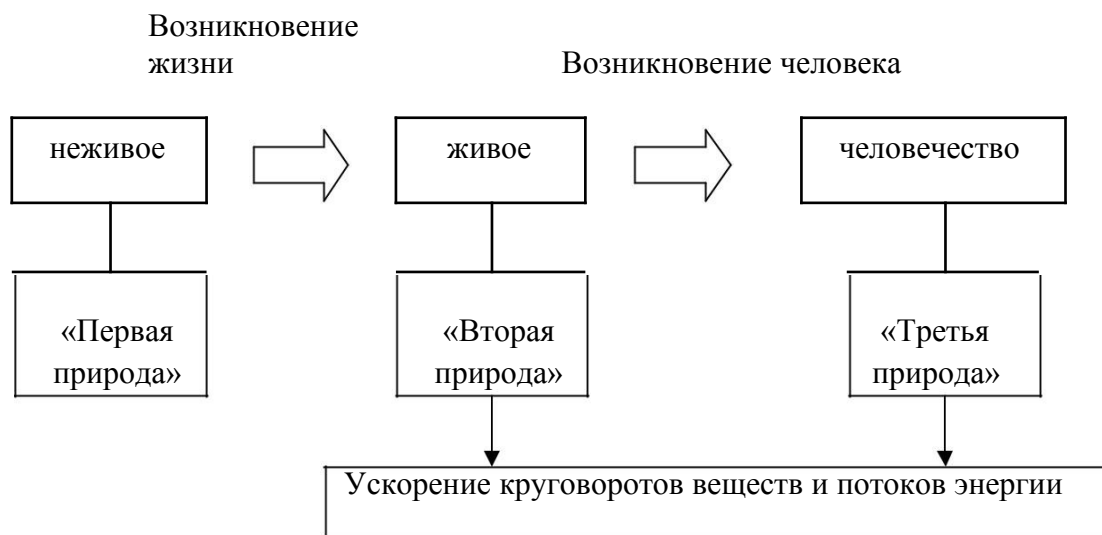 Возникновение
жизни
Возникновение человека
неживое
живое
человечество
«Первая
природа»
«Вторая
природа»
«Третья
природа»
Ускорение круговоротов веществ и потоков энергии